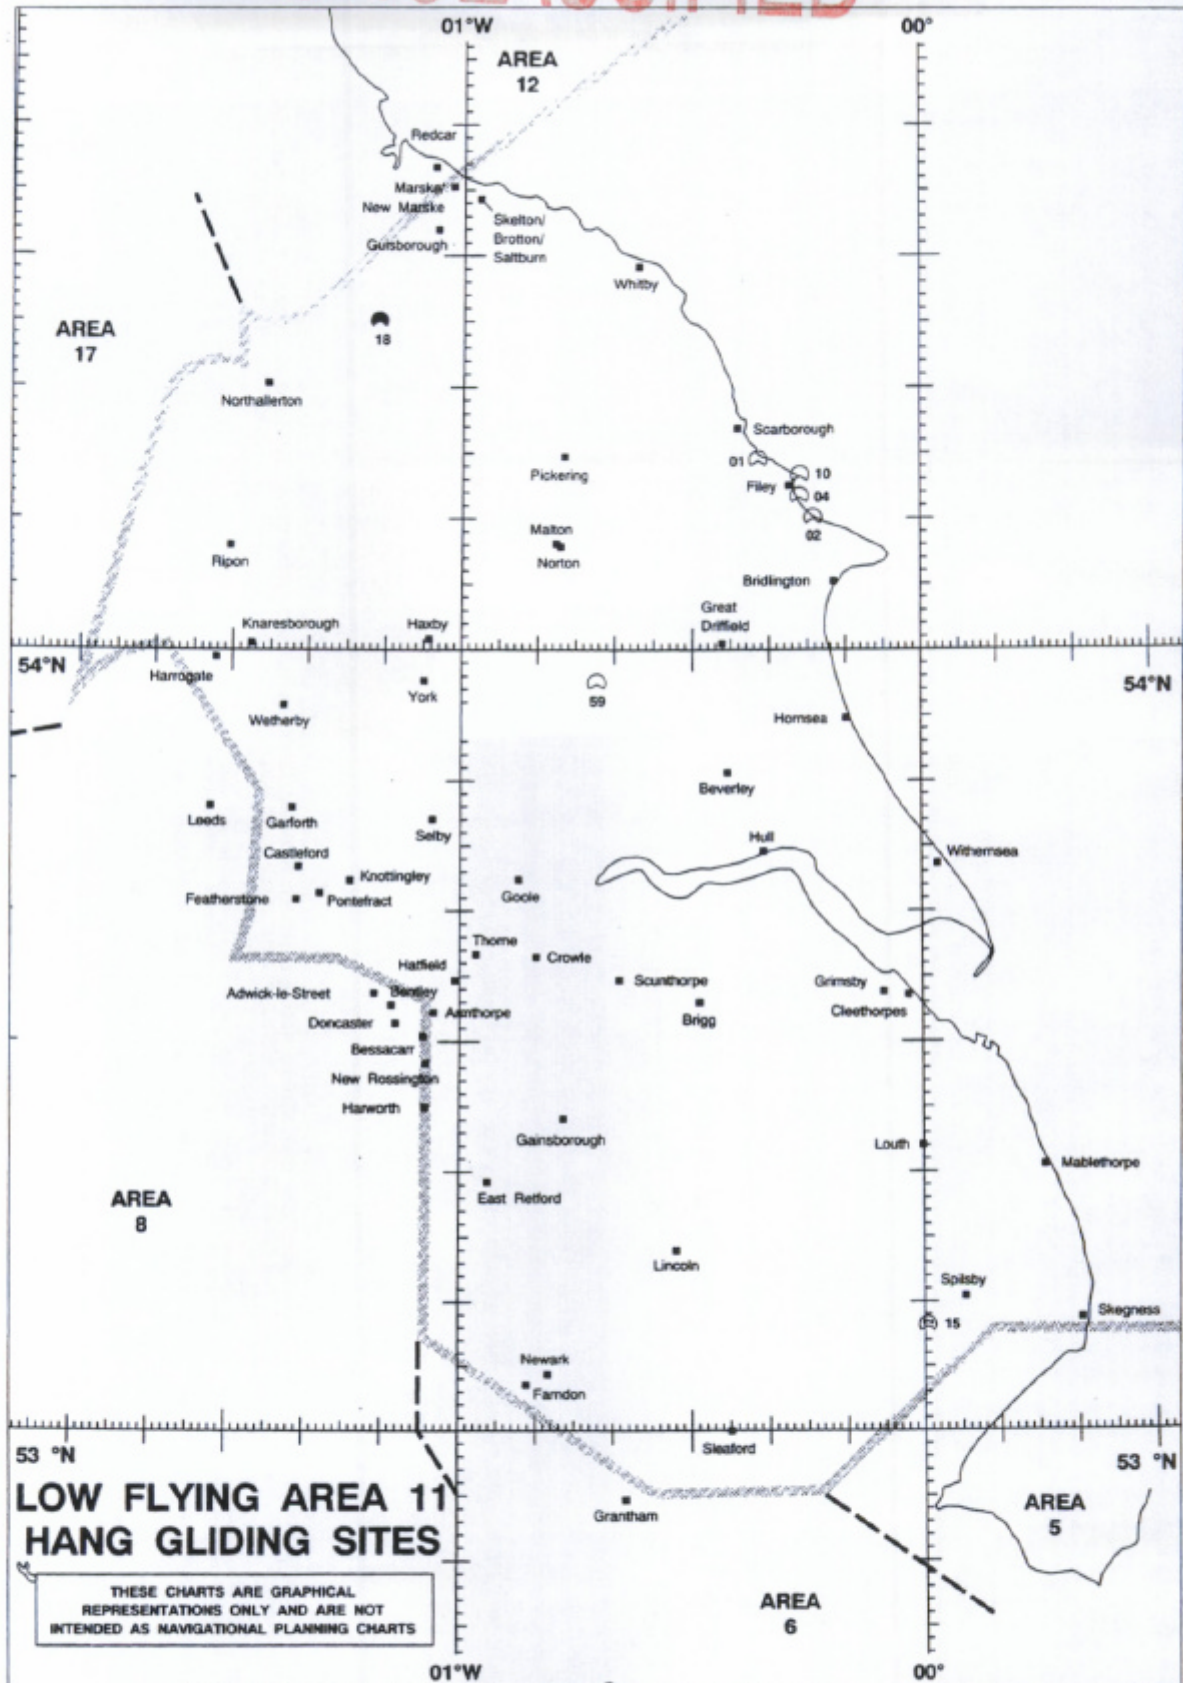 01°W
00°
AREA
12
Redcar
Marske/
New Marske
Skelton/
Brotton/
Saltburn
Guisborough
Whitby
AREA
17
18
Northallerton
Scarborough
01
10
Pickering
Filey
04
02
Malton
Norton
Ripon
Bridlington
Great
Driffield
Knaresborough
Haxby
54°N
54°N
Harrogate
York
59
Wetherby
Hornsea
Beverley
Leeds
Garforth
Selby
Hull
Castleford
Withernsea
Knottingley
Featherstone
Pontefract
Goole
Thorne
Crowle
Hatfield
Scunthorpe
Grimsby
Adwick-le-Street
Bentley
Cleethorpes
Armthorpe
Brigg
Doncaster
Bessacarr
New Rossington
Harworth
Gainsborough
Louth
Mablethorpe
East Retford
AREA
8
Lincoln
Spilsby
15
Skegness
Newark
Farndon
Sleaford
53 °N
53 °N
LOW FLYING AREA 11
HANG GLIDING SITES
Grantham
AREA
5
THESE CHARTS ARE GRAPHICAL
REPRESENTATIONS ONLY AND ARE NOT
INTENDED AS NAVIGATIONAL PLANNING CHARTS
AREA
6
01°W
00°